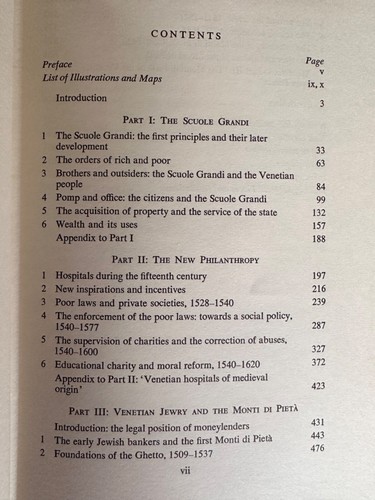 CONTENTS
Page
Preface v
List of Illustrations and Maps ix, x
Introduction 3
PART I: THE SCUOLE GRANDI
1 The Scuole Grandi: the first principles and their later
development 33
2 The orders of rich and poor 63
3 Brothers and outsiders: the Scuole Grandi and the Venetian
people 84
4 Pomp and office: the citizens and the Scuole Grandi 99
5 The acquisition of property and the service of the state 132
6 Wealth and its uses 157
Appendix to Part I 188
PART II: THE NEW PHILANTHROPY
1 Hospitals during the fifteenth century 197
2 New inspirations and incentives 216
3 Poor laws and private societies, 1528–1540 239
4 The enforcement of the poor laws: towards a social policy,
1540–1577 287
5 The supervision of charities and the correction of abuses,
1540–1600 327
6 Educational charity and moral reform, 1540–1620 372
Appendix to Part II: 'Venetian hospitals of medieval
origin' 423
PART III: VENETIAN JEWRY AND THE MONTI DI PIETÀ
Introduction: the legal position of moneylenders 431
1 The early Jewish bankers and the first Monti di Pietà 443
2 Foundations of the Ghetto, 1509–1537 476
vii